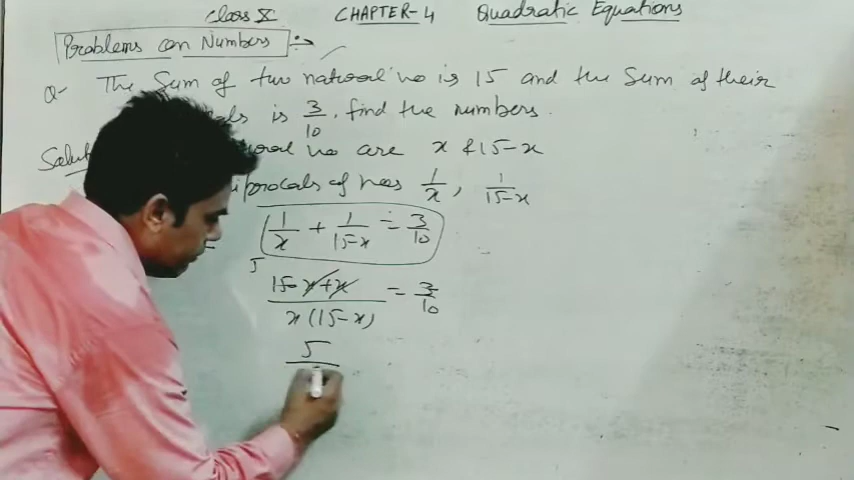 Class X CHAPTER-4 Quadratic Equations
Problems on Numbers :→
Q- The Sum of two natural no is 15 and the Sum of their
is 3/10, find the numbers.
no are x & 15-x
of nos 1/x, 1/15-x
1/x + 1/15-x = 3/10
5
15-x+x/x(15-x) = 3/10
5